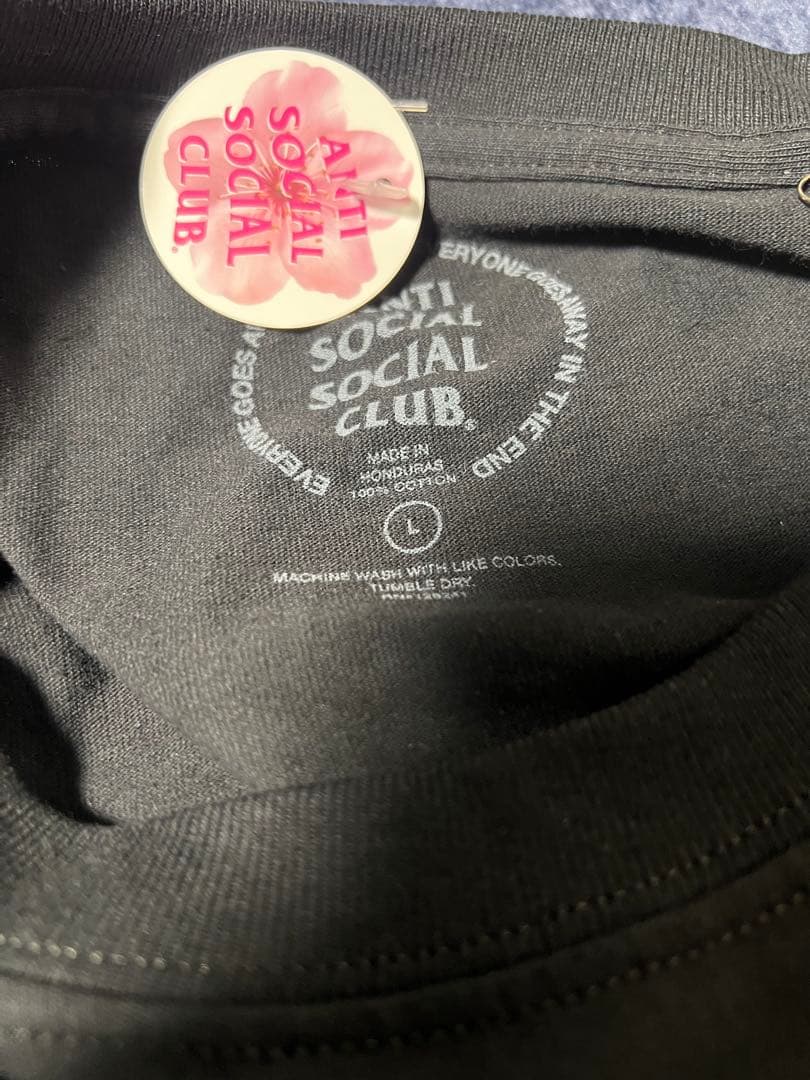 ANTI
SOCIAL
SOCIAL
CLUB®
EVERYONE GOES
EVERYONE GOES AWAY IN THE END
ANTI
SOCIAL
SOCIAL
CLUB®
MADE IN
HONDURAS
100% COTTON
L
MACHINE WASH WITH LIKE COLORS.
TUMBLE DRY.